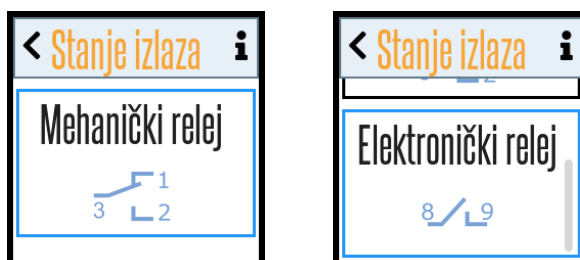 Stanje izlaza
Mehanički relej
1
3 2
Stanje izlaza
Elektronički relej
8 9